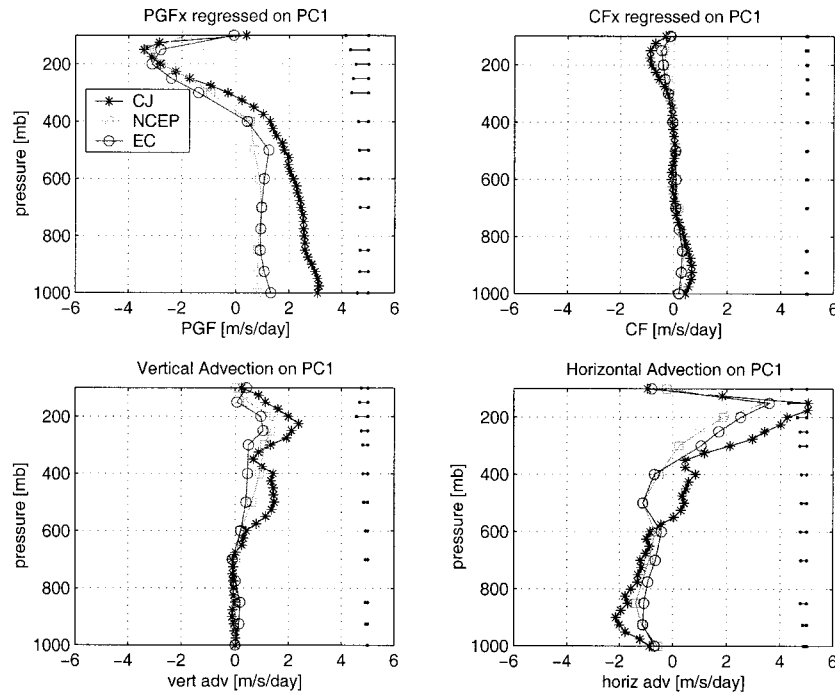 PGFx regressed on PC1
100
200
400
600
800
1000
pressure [mb]
CJ
NCEP
EC
−6 −4 −2 0 2 4 6
PGF [m/s/day]
CFx regressed on PC1
100
200
400
600
800
1000
pressure [mb]
−6 −4 −2 0 2 4 6
CF [m/s/day]
Vertical Advection on PC1
100
200
400
600
800
1000
pressure [mb]
−6 −4 −2 0 2 4 6
vert adv [m/s/day]
Horizontal Advection on PC1
100
200
400
600
800
1000
pressure [mb]
−6 −4 −2 0 2 4 6
horiz adv [m/s/day]